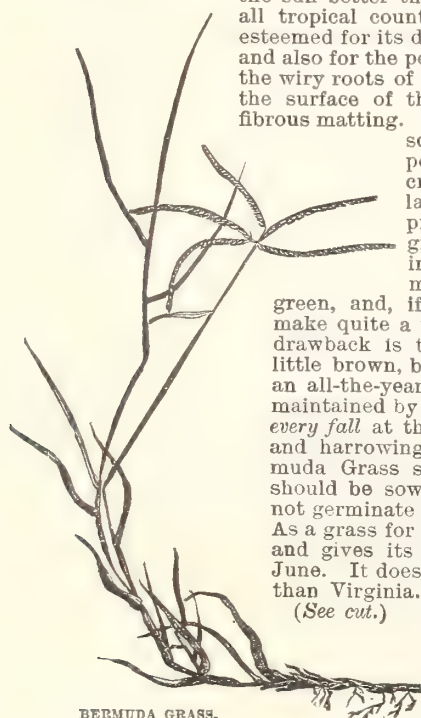 the sun better th
all tropical count
esteemed for its d
and also for the pe
the wiry roots of
the surface of th
fibrous matting.
so
pe
cr
la
pr
gr
in
m
green, and, if
make quite a
drawback is t
little brown, b
an all-the-year
maintained by
every fall at th
and harrowing
muda Grass s
should be sow
not germinate
As a grass for
and gives its
June. It does
than Virginia.
(See cut.)
BERMUDA GRASS.